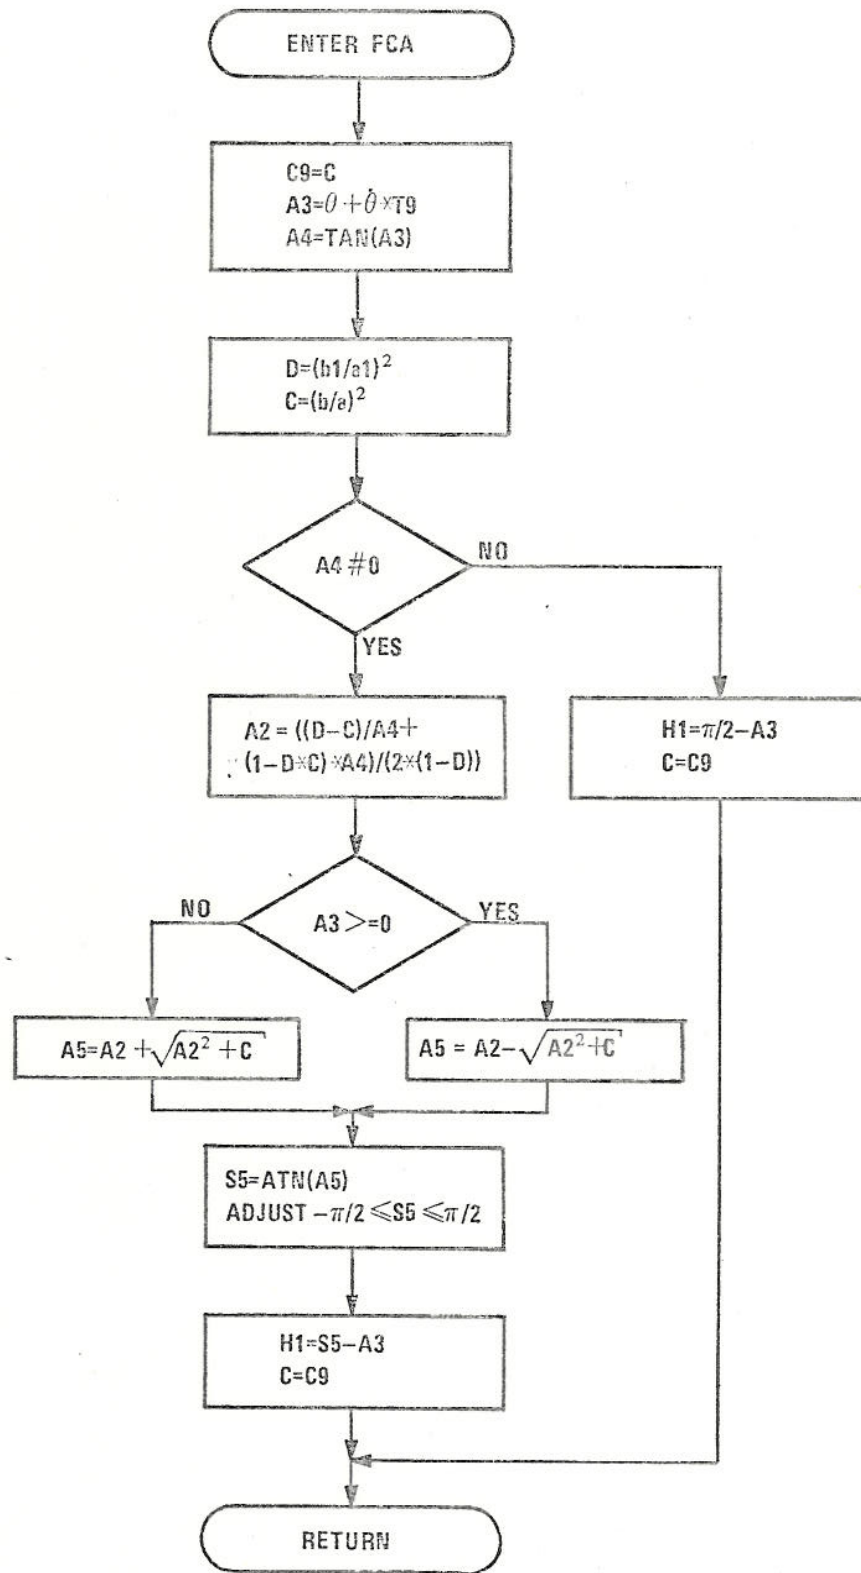 ENTER FCA
C9=C
A3=θ+θ̇*T9
A4=TAN(A3)
D=(b1/a1)²
C=(b/a)²
A4#0
NO
YES
A2=((D-C)/A4+
(1-D*C)*A4)/(2*(1-D))
H1=π/2-A3
C=C9
A3>=0
NO
YES
A5=A2+√A2²+C
A5 = A2-√A2²+C
S5=ATN(A5)
ADJUST -π/2≤S5≤π/2
H1=S5-A3
C=C9
RETURN